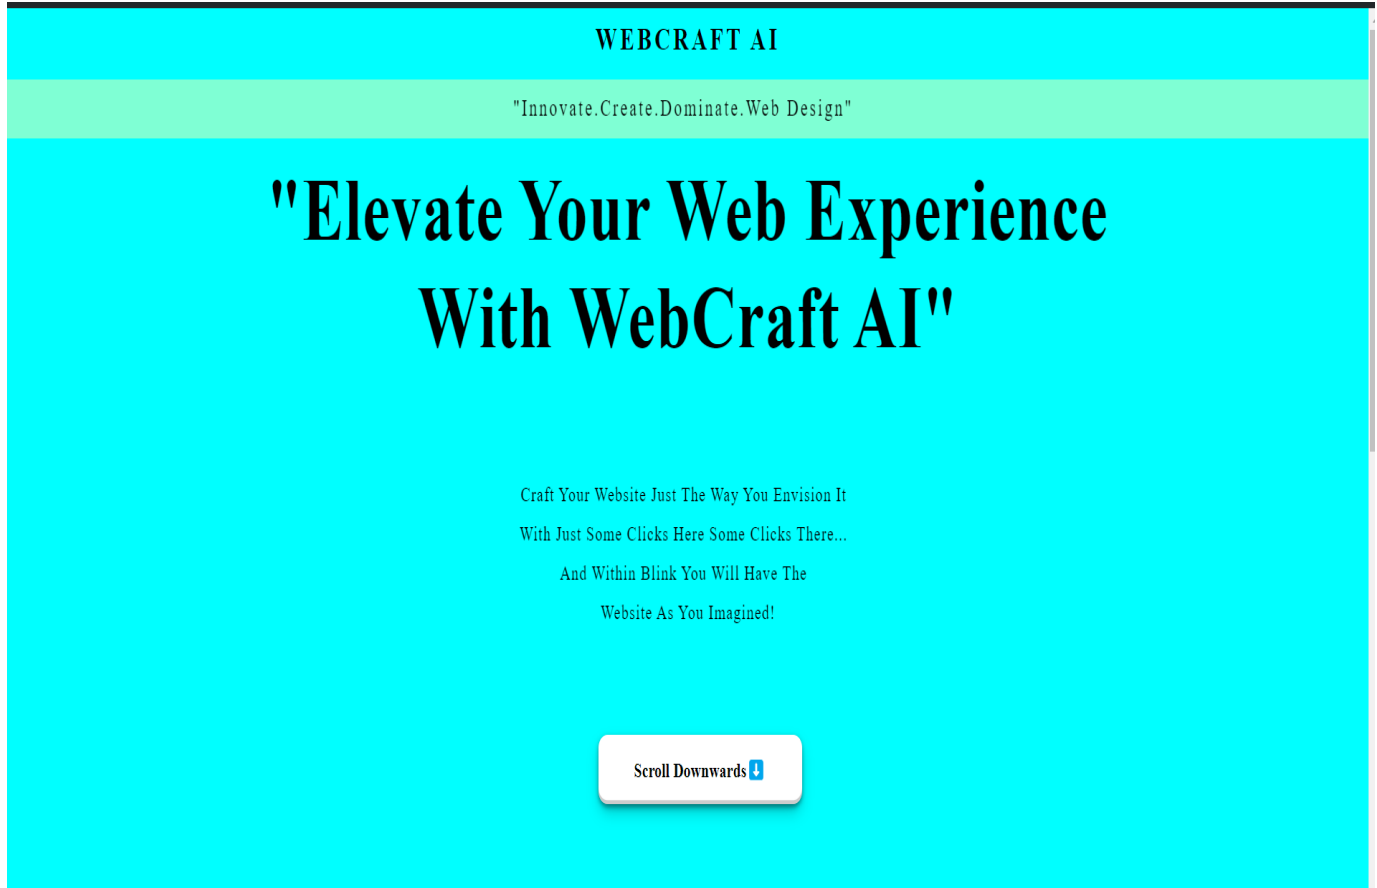 WEBCRAFT AI
"Innovate.Create.Dominate.Web Design"
"Elevate Your Web Experience
With WebCraft AI"
Craft Your Website Just The Way You Envision It
With Just Some Clicks Here Some Clicks There...
And Within Blink You Will Have The
Website As You Imagined!
Scroll Downwards⬇️